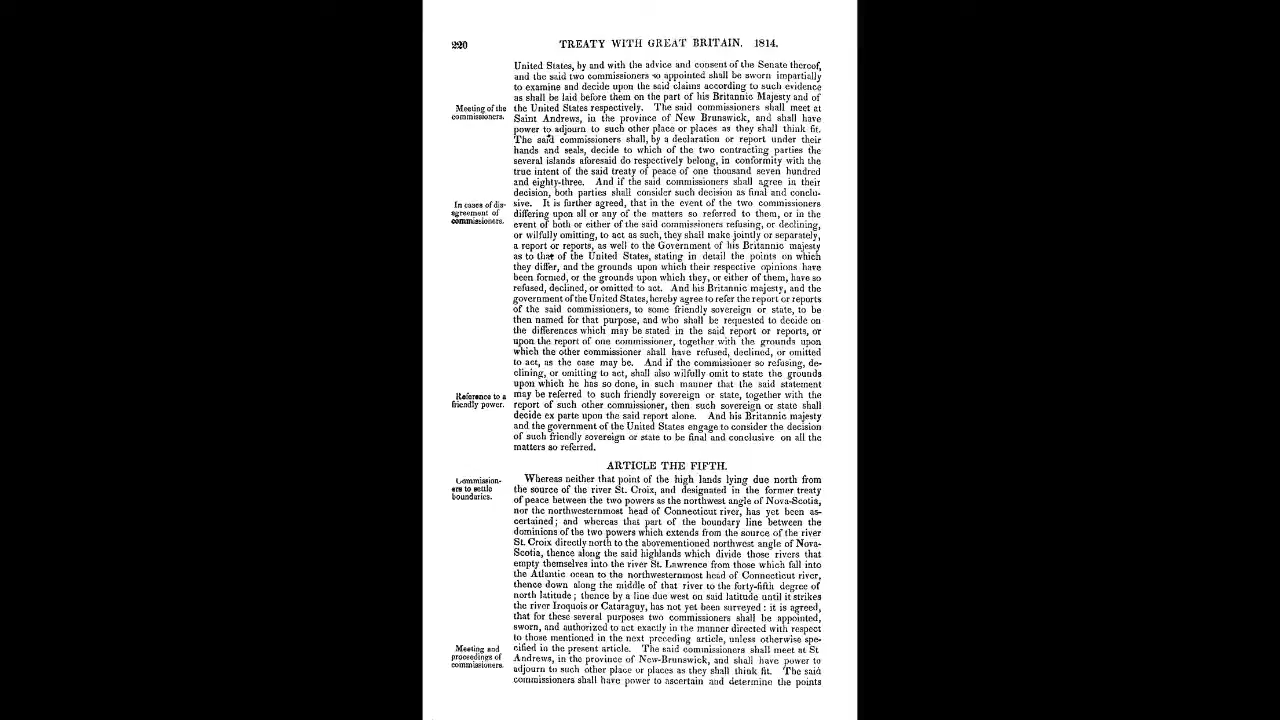 220
TREATY WITH GREAT BRITAIN. 1814.
United States, by and with the advice and consent of the Senate thereof,
and the said two commissioners so appointed shall be sworn impartially
to examine and decide upon the said claims according to such evidence
as shall be laid before them on the part of his Britannic Majesty and of
Meeting of the
commissioners.
the United States respectively. The said commissioners shall meet at
Saint Andrews, in the province of New Brunswick, and shall have
power to adjourn to such other place or places as they shall think fit.
The said commissioners shall, by a declaration or report under their
hands and seals, decide to which of the two contracting parties the
several islands aforesaid do respectively belong, in conformity with the
true intent of the said treaty of peace of one thousand seven hundred
and eighty-three. And if the said commissioners shall agree in their
decision, both parties shall consider such decision as final and conclu-
In cases of dis-
agreement of
commissioners.
sive. It is further agreed, that in the event of the two commissioners
differing upon all or any of the matters so referred to them, or in the
event of both or either of the said commissioners refusing, or declining,
or wilfully omitting, to act as such, they shall make jointly or separately,
a report or reports, as well to the Government of his Britannic majesty
as to that of the United States, stating in detail the points on which
they differ, and the grounds upon which their respective opinions have
been formed, or the grounds upon which they, or either of them, have so
refused, declined, or omitted to act. And his Britannic majesty, and the
government of the United States, hereby agree to refer the report or reports
of the said commissioners, to some friendly sovereign or state, to be
then named for that purpose, and who shall be requested to decide on
the differences which may be stated in the said report or reports, or
upon the report of one commissioner, together with the grounds upon
which the other commissioner shall have refused, declined, or omitted
to act, as the case may be. And if the commissioner so refusing, de-
clining, or omitting to act, shall also wilfully omit to state the grounds
upon which he has so done, in such manner that the said statement
Reference to a
friendly power.
may be referred to such friendly sovereign or state, together with the
report of such other commissioner, then such sovereign or state shall
decide ex parte upon the said report alone. And his Britannic majesty
and the government of the United States engage to consider the decision
of such friendly sovereign or state to be final and conclusive on all the
matters so referred.
ARTICLE THE FIFTH.
Commission-
ers to settle
boundaries.
Whereas neither that point of the high lands lying due north from
the source of the river St. Croix, and designated in the former treaty
of peace between the two powers as the northwest angle of Nova-Scotia,
nor the northwesternmost head of Connecticut river, has yet been as-
certained; and whereas that part of the boundary line between the
dominions of the two powers which extends from the source of the river
St. Croix directly north to the abovementioned northwest angle of Nova-
Scotia, thence along the said highlands which divide those rivers that
empty themselves into the river St. Lawrence from those which fall into
the Atlantic ocean to the northwesternmost head of Connecticut river,
thence down along the middle of that river to the forty-fifth degree of
north latitude; thence by a line due west on said latitude until it strikes
the river Iroquois or Cataraguy, has not yet been surveyed: it is agreed,
that for these several purposes two commissioners shall be appointed,
sworn, and authorized to act exactly in the manner directed with respect
to those mentioned in the next preceding article, unless otherwise spe-
Meeting and
proceedings of
commissioners.
cified in the present article. The said commissioners shall meet at St
Andrews, in the province of New-Brunswick, and shall have power to
adjourn to such other place or places as they shall think fit. The said
commissioners shall have power to ascertain and determine the points